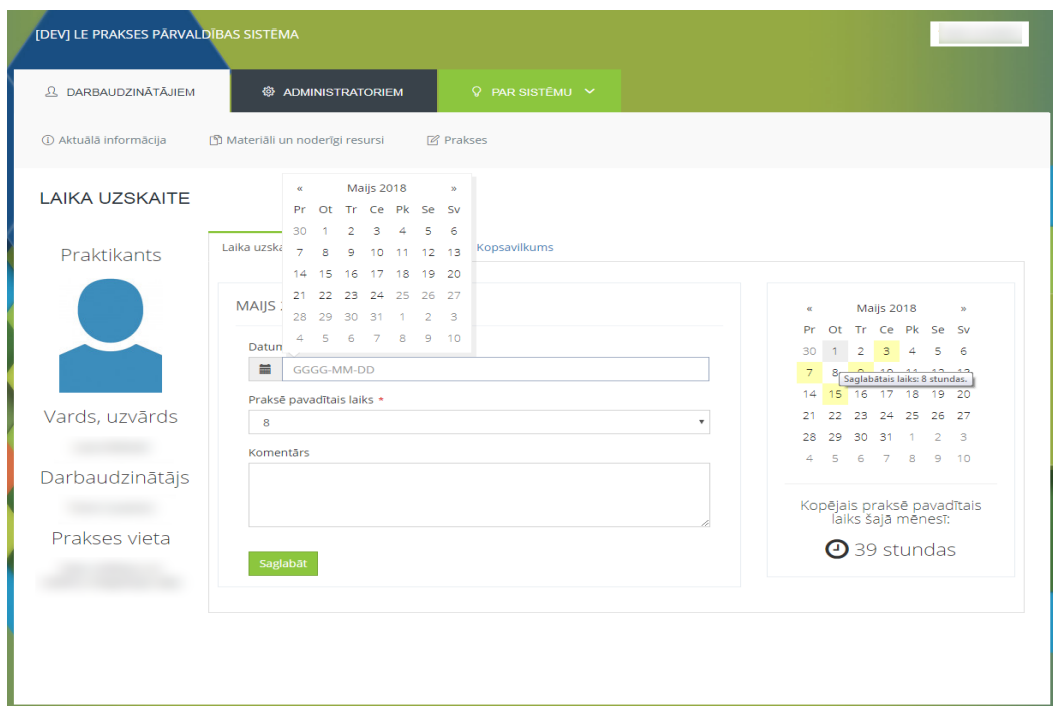 [DEV] LE PRAKSES PĀRVALDĪBAS SISTĒMA
DARBAUDZINĀTĀJIEM
ADMINISTRATORIEM
PAR SISTĒMU
Aktuālā informācija
Materiāli un noderīgi resursi
Prakses
LAIKA UZSKAITE
Praktikants
Vards, uzvārds
Darbaudzinātājs
Prakses vieta
« Maijs 2018 »
Pr Ot Tr Ce Pk Se Sv
30 1 2 3 4 5 6
7 8 9 10 11 12 13
14 15 16 17 18 19 20
21 22 23 24 25 26 27
28 29 30 31 1 2 3
4 5 6 7 8 9 10
Laika
Kopsavilkums
MAIJS
GGGG-MM-DD
Praksē pavadītais laiks *
8
Komentārs
Saglabāt
« Maijs 2018 »
Pr Ot Tr Ce Pk Se Sv
30 1 2 3 4 5 6
7 8
Saglabātais laiks: 8 stundas.
14 15 16 17 18 19 20
21 22 23 24 25 26 27
28 29 30 31 1 2 3
4 5 6 7 8 9 10
Kopējais praksē pavadītais
laiks šajā mēnesī:
39 stundas